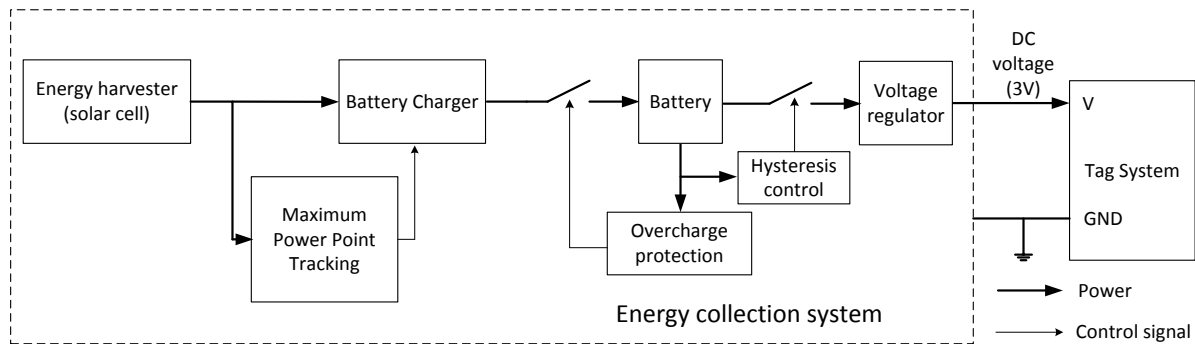 Energy harvester
(solar cell)
Battery Charger
Battery
Voltage
regulator
DC
voltage
(3V)
V
Tag System
GND
Hysteresis
control
Maximum
Power Point
Tracking
Overcharge
protection
Energy collection system
Power
Control signal